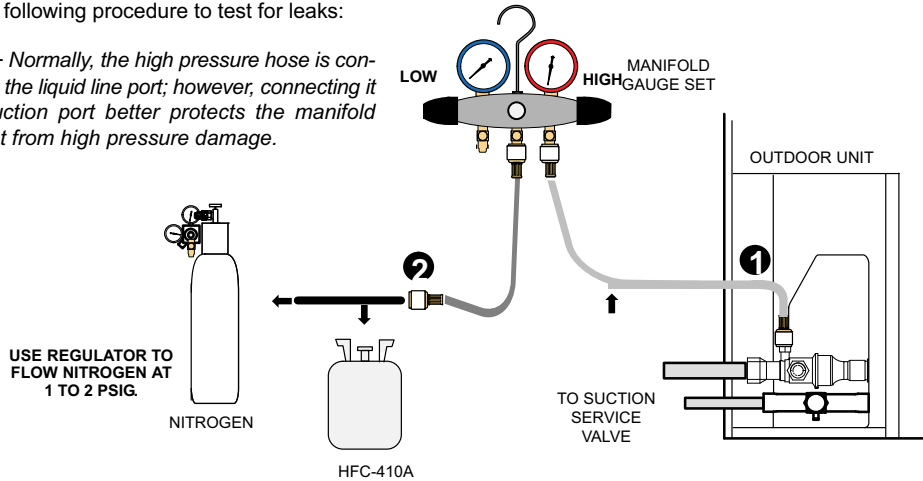 following procedure to test for leaks:
- Normally, the high pressure hose is con-
the liquid line port; however, connecting it
uction port better protects the manifold
t from high pressure damage.
LOW
HIGH
MANIFOLD
GAUGE SET
OUTDOOR UNIT
1
2
USE REGULATOR TO
FLOW NITROGEN AT
1 TO 2 PSIG.
NITROGEN
TO SUCTION
SERVICE
VALVE
HFC-410A